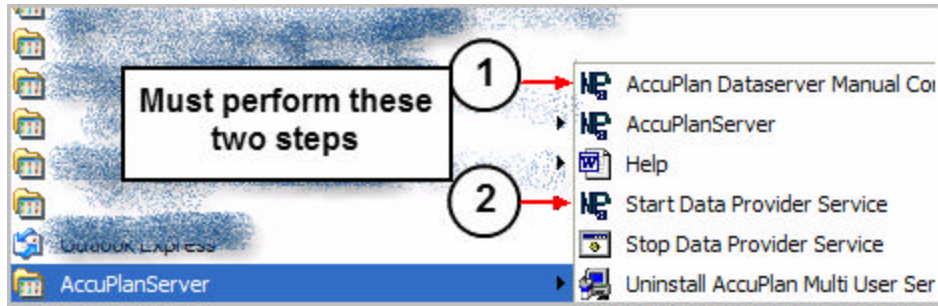 1
AccuPlan Dataserver Manual Cor
Must perform these
two steps
AccuPlanServer
Help
2
Start Data Provider Service
Outlook Express
Stop Data Provider Service
AccuPlanServer
Uninstall AccuPlan Multi User Ser